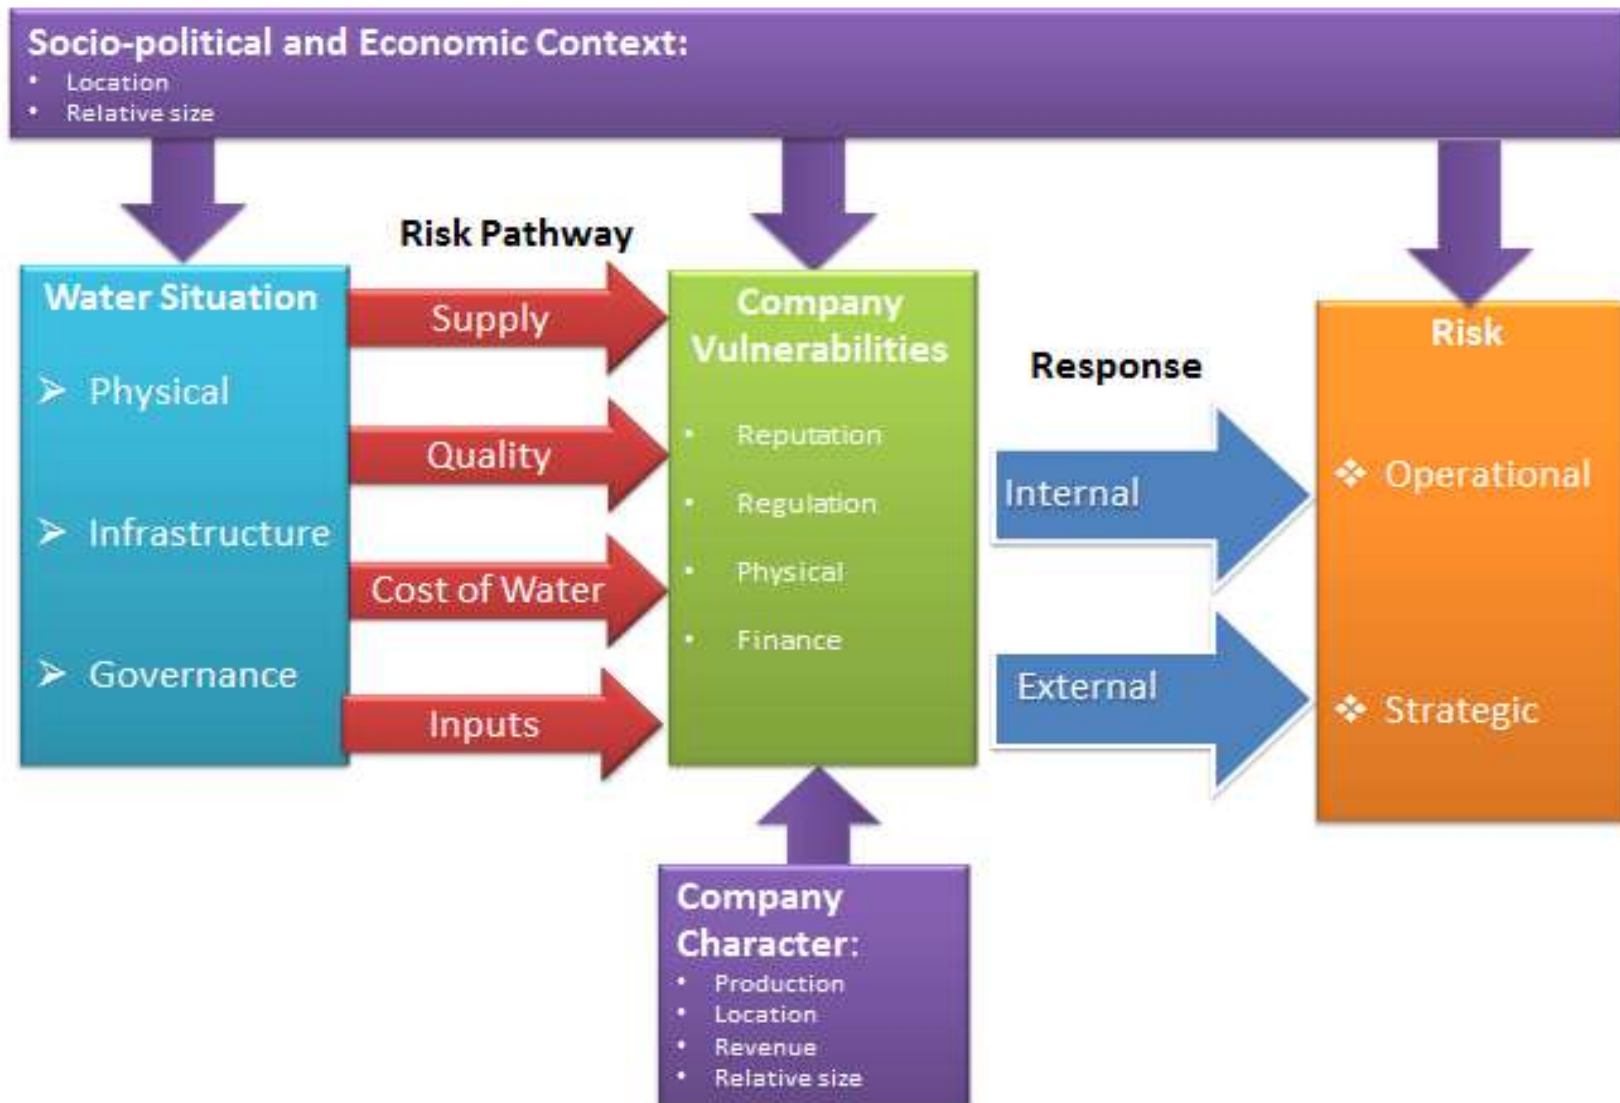 Socio-political and Economic Context:
• Location
• Relative size
Risk Pathway
Water Situation
➢ Physical
➢ Infrastructure
➢ Governance
Supply
Quality
Cost of Water
Inputs
Company
Vulnerabilities
• Reputation
• Regulation
• Physical
• Finance
Response
Internal
External
Risk
❖ Operational
❖ Strategic
Company
Character:
• Production
• Location
• Revenue
• Relative size